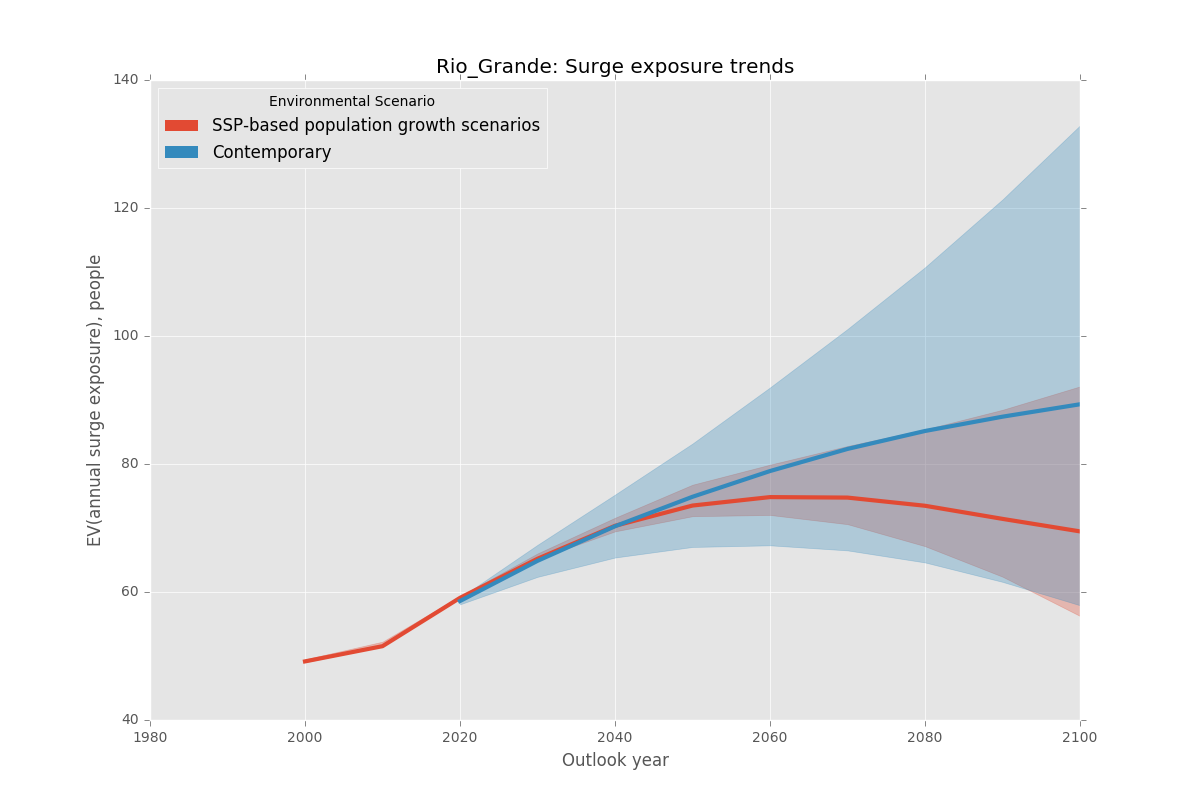 Rio_Grande: Surge exposure trends
Environmental Scenario
SSP-based population growth scenarios
Contemporary
EV(annual surge exposure), people
140
120
100
80
60
40
1980 2000 2020 2040 2060 2080 2100
Outlook year